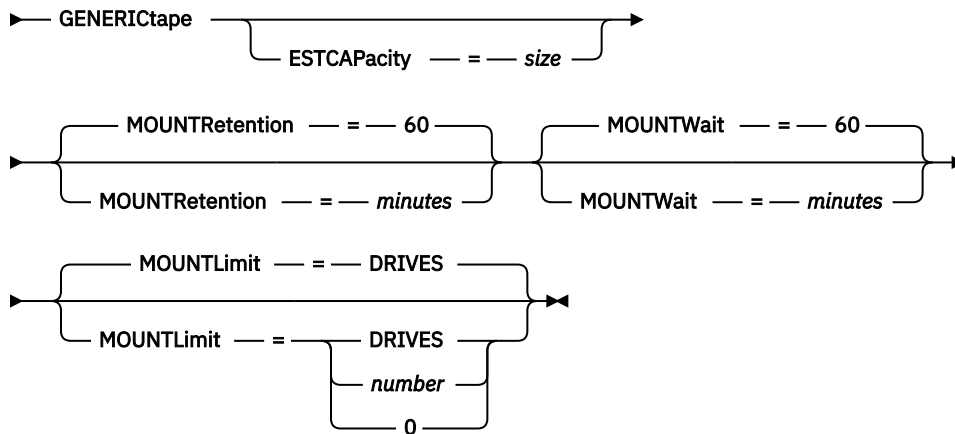 GENERICtape
ESTCAPacity = size
MOUNTRetention = 60 MOUNTWait = 60
MOUNTRetention = minutes MOUNTWait = minutes
MOUNTLimit = DRIVES
MOUNTLimit = DRIVES
number
0